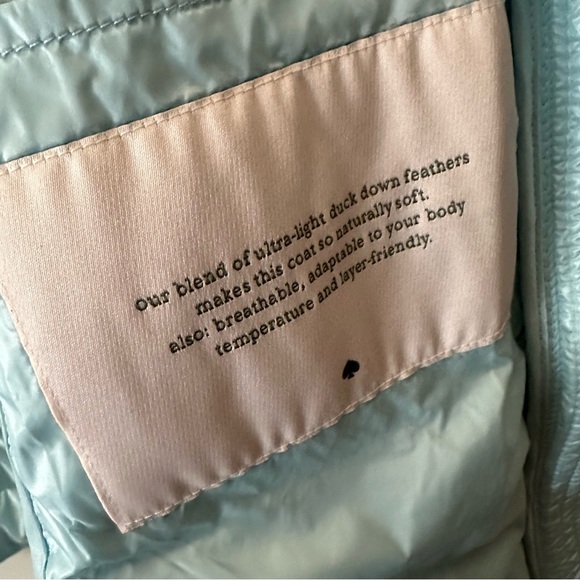 our blend of ultra-light duck down feathers
makes this coat so naturally soft.
also: breathable, adaptable to your body
temperature and layer-friendly.